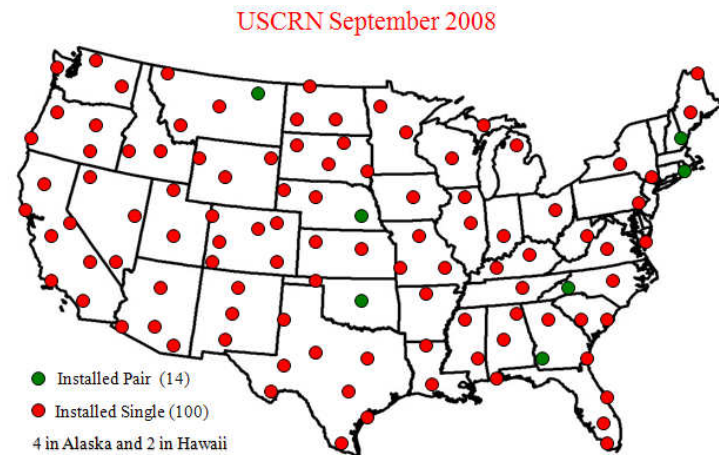 USCRN September 2008
Installed Pair (14)
Installed Single (100)
4 in Alaska and 2 in Hawaii